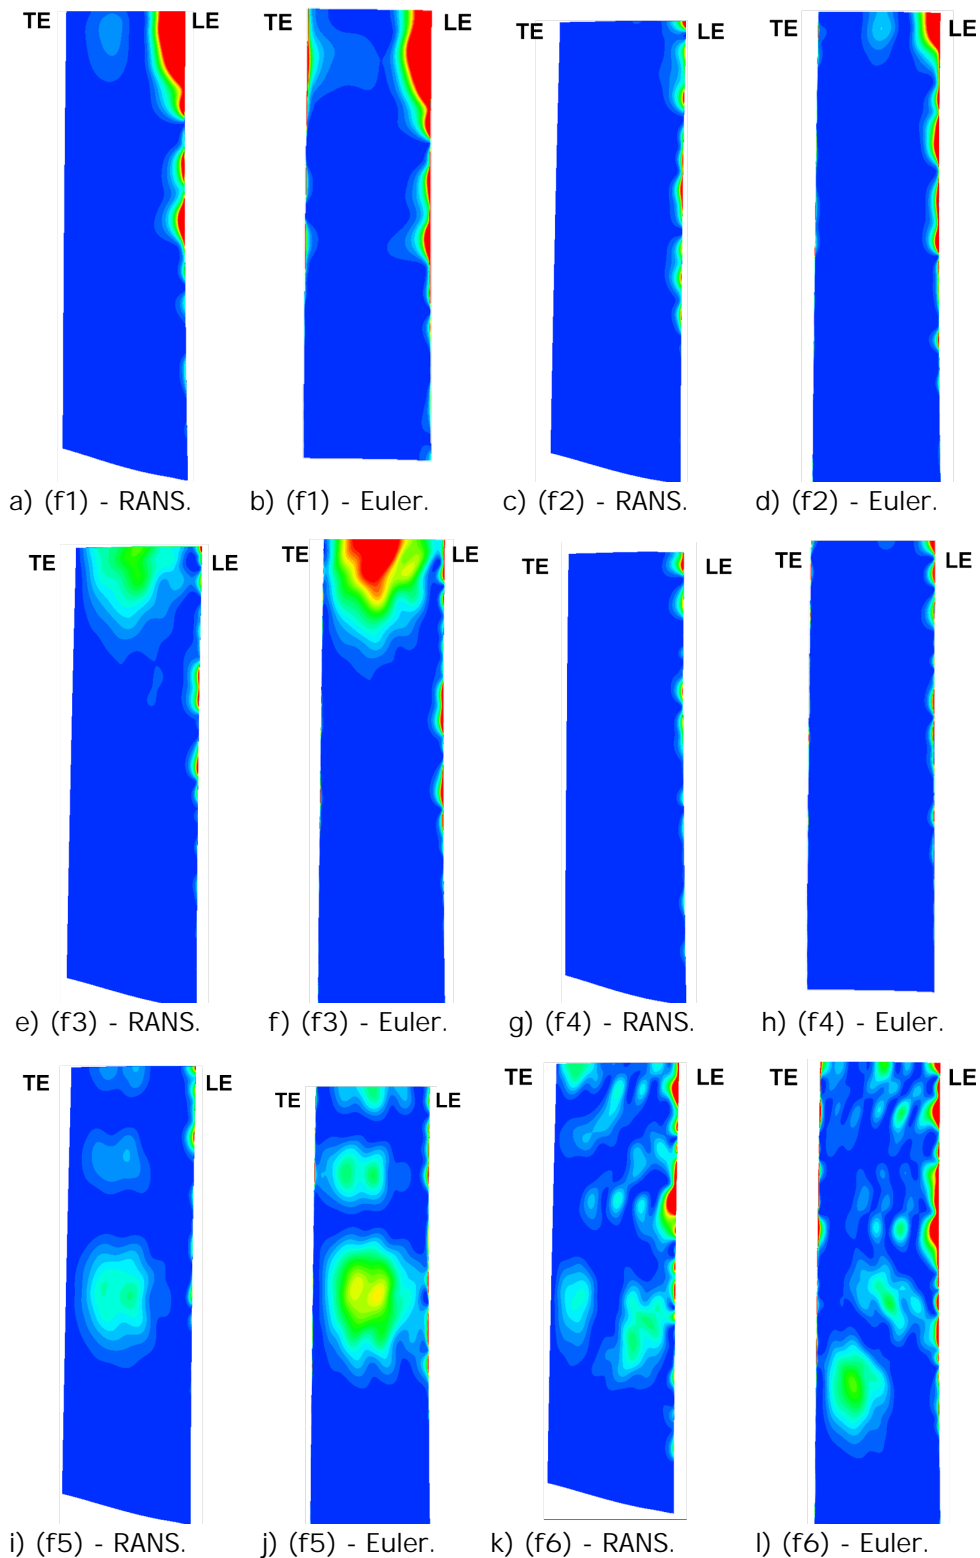 TE LE TE LE TE LE TE LE
a) (f1) - RANS. b) (f1) - Euler. c) (f2) - RANS. d) (f2) - Euler.
TE LE TE LE TE LE TE LE
e) (f3) - RANS. f) (f3) - Euler. g) (f4) - RANS. h) (f4) - Euler.
TE LE TE LE TE LE TE LE
i) (f5) - RANS. j) (f5) - Euler. k) (f6) - RANS. l) (f6) - Euler.